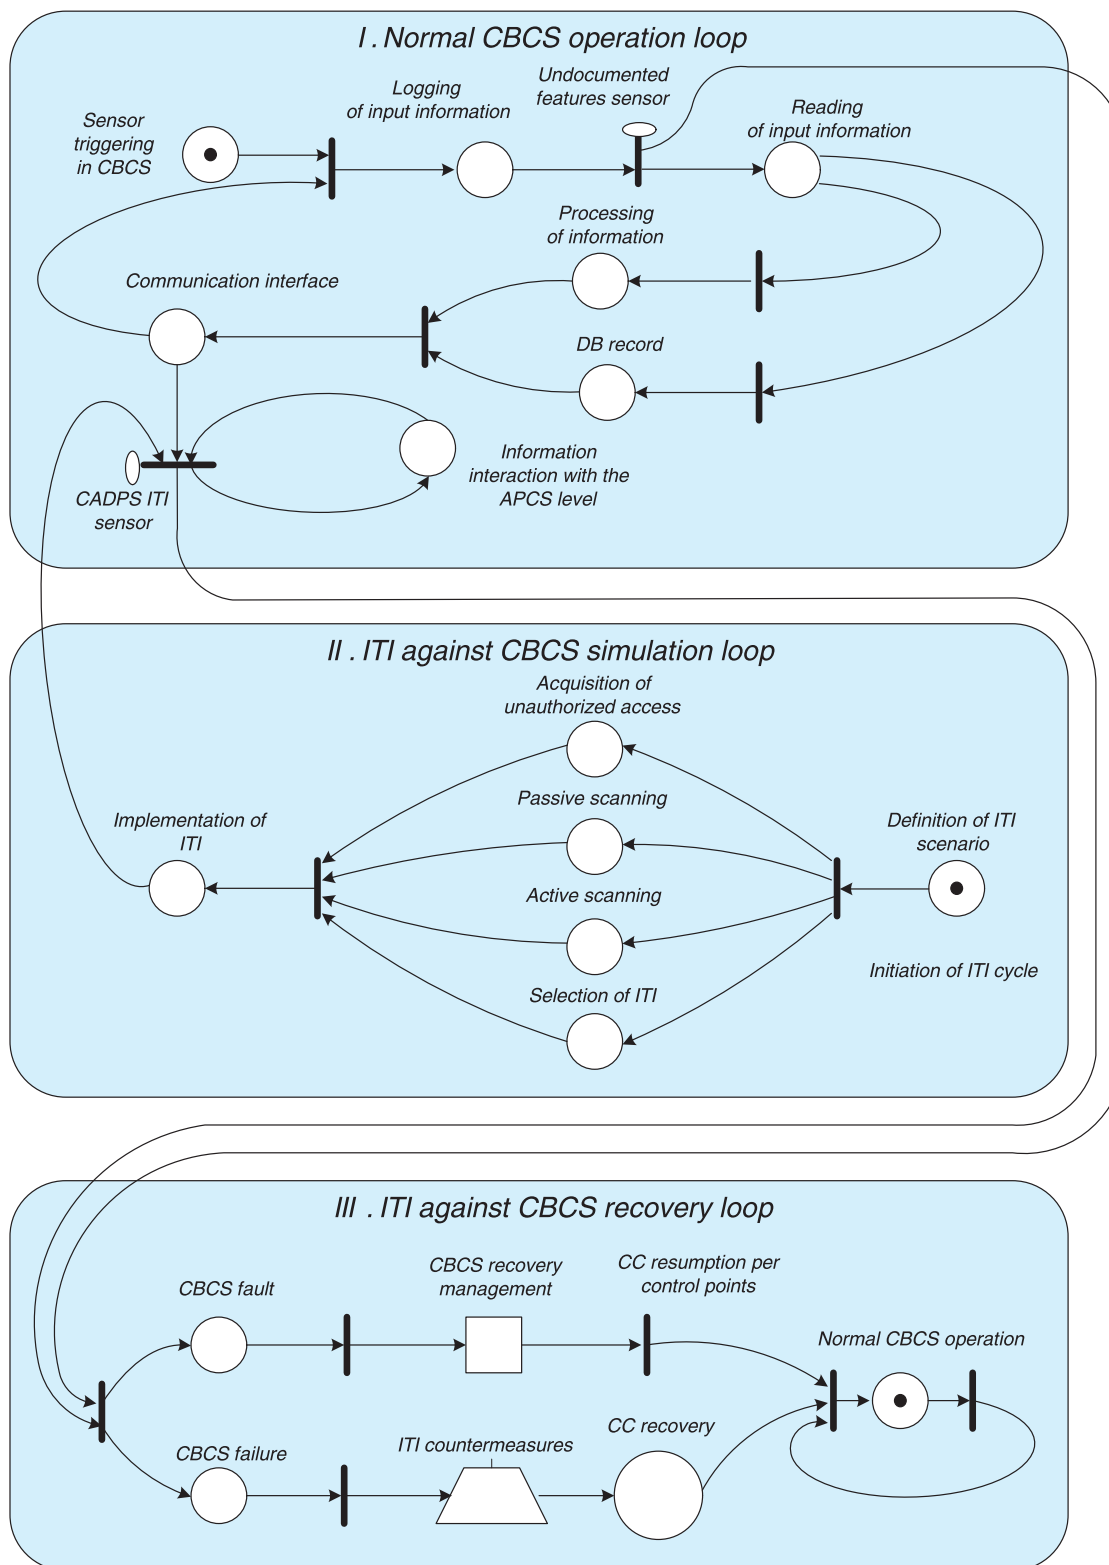 I . Normal CBCS operation loop
Undocumented
features sensor
Logging
of input information
Reading
of input information
Sensor
triggering
in CBCS
Processing
of information
Communication interface
DB record
Information
interaction with the
APCS level
CADPS ITI
sensor
II . ITI against CBCS simulation loop
Acquisition of
unauthorized access
Passive scanning
Implementation of
ITI
Definition of ITI
scenario
Active scanning
Initiation of ITI cycle
Selection of ITI
III . ITI against CBCS recovery loop
CBCS fault
CBCS recovery
management
CC resumption per
control points
Normal CBCS operation
CBCS failure
ITI countermeasures
CC recovery